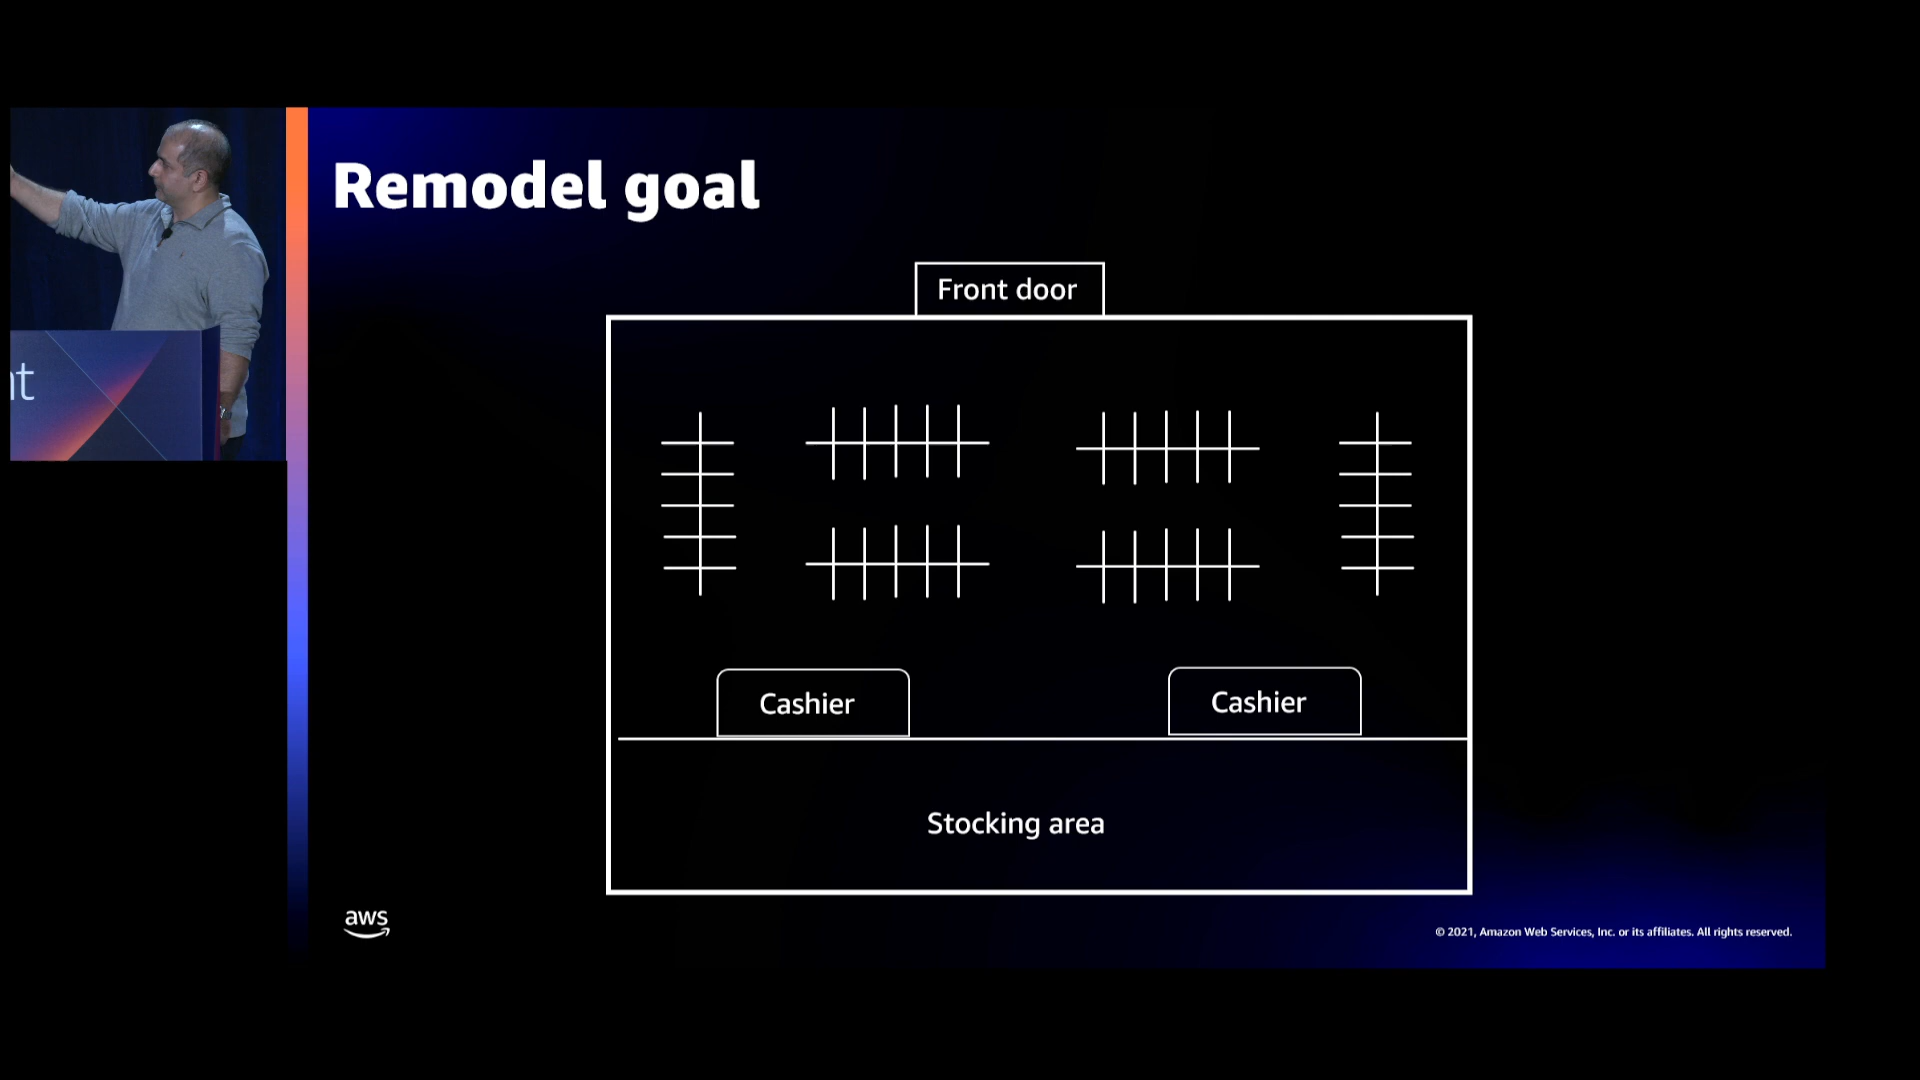 Remodel goal
Front door
Cashier
Cashier
Stocking area
aws
© 2021, Amazon Web Services, Inc. or its affiliates. All rights reserved.